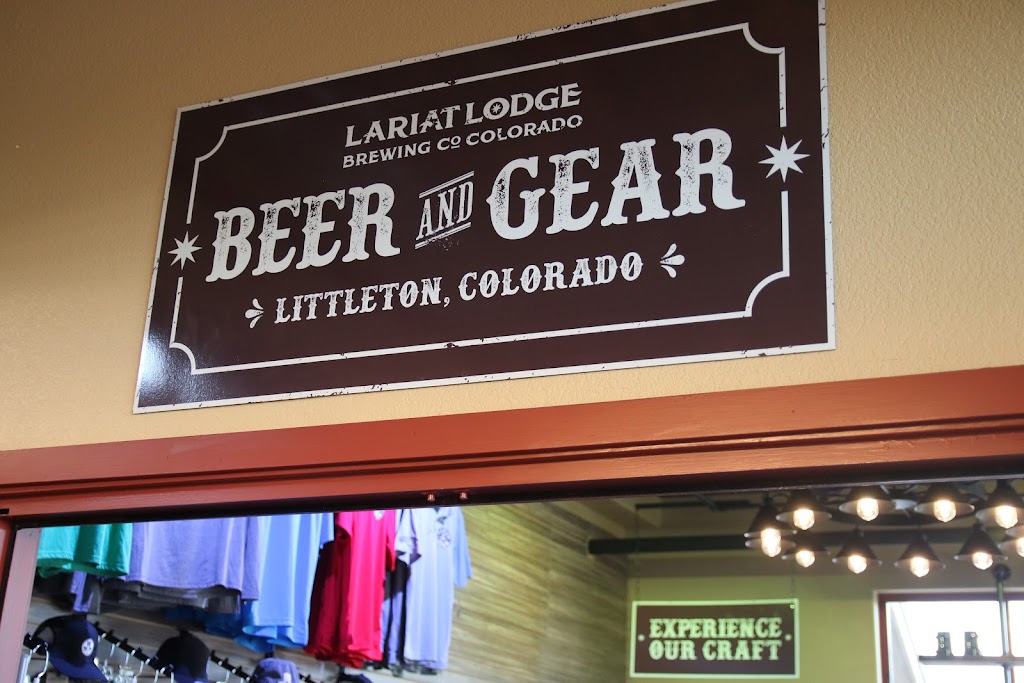 LARIAT LODGE
BREWING CO COLORADO
BEER AND GEAR
LITTLETON, COLORADO
EXPERIENCE
OUR CRAFT